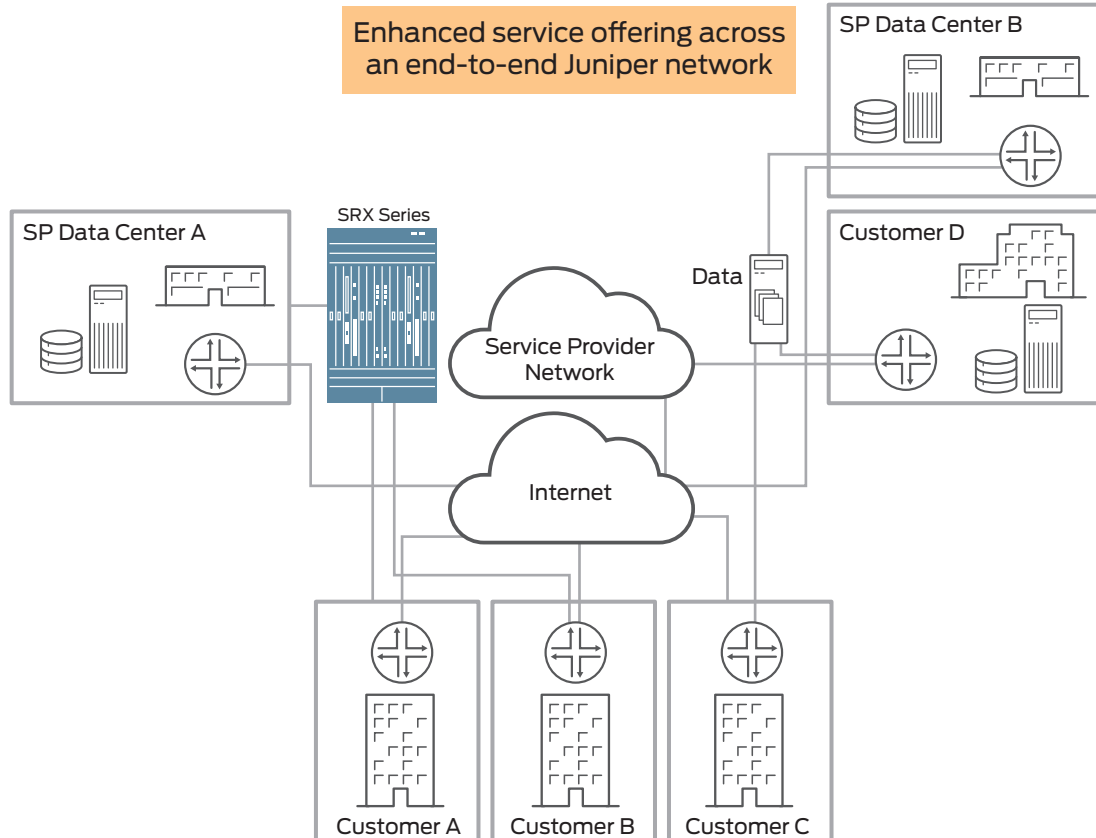 Enhanced service offering across
an end-to-end Juniper network
SP Data Center B
SP Data Center A
SRX Series
Customer D
Data
Service Provider
Network
Internet
Customer A
Customer B
Customer C